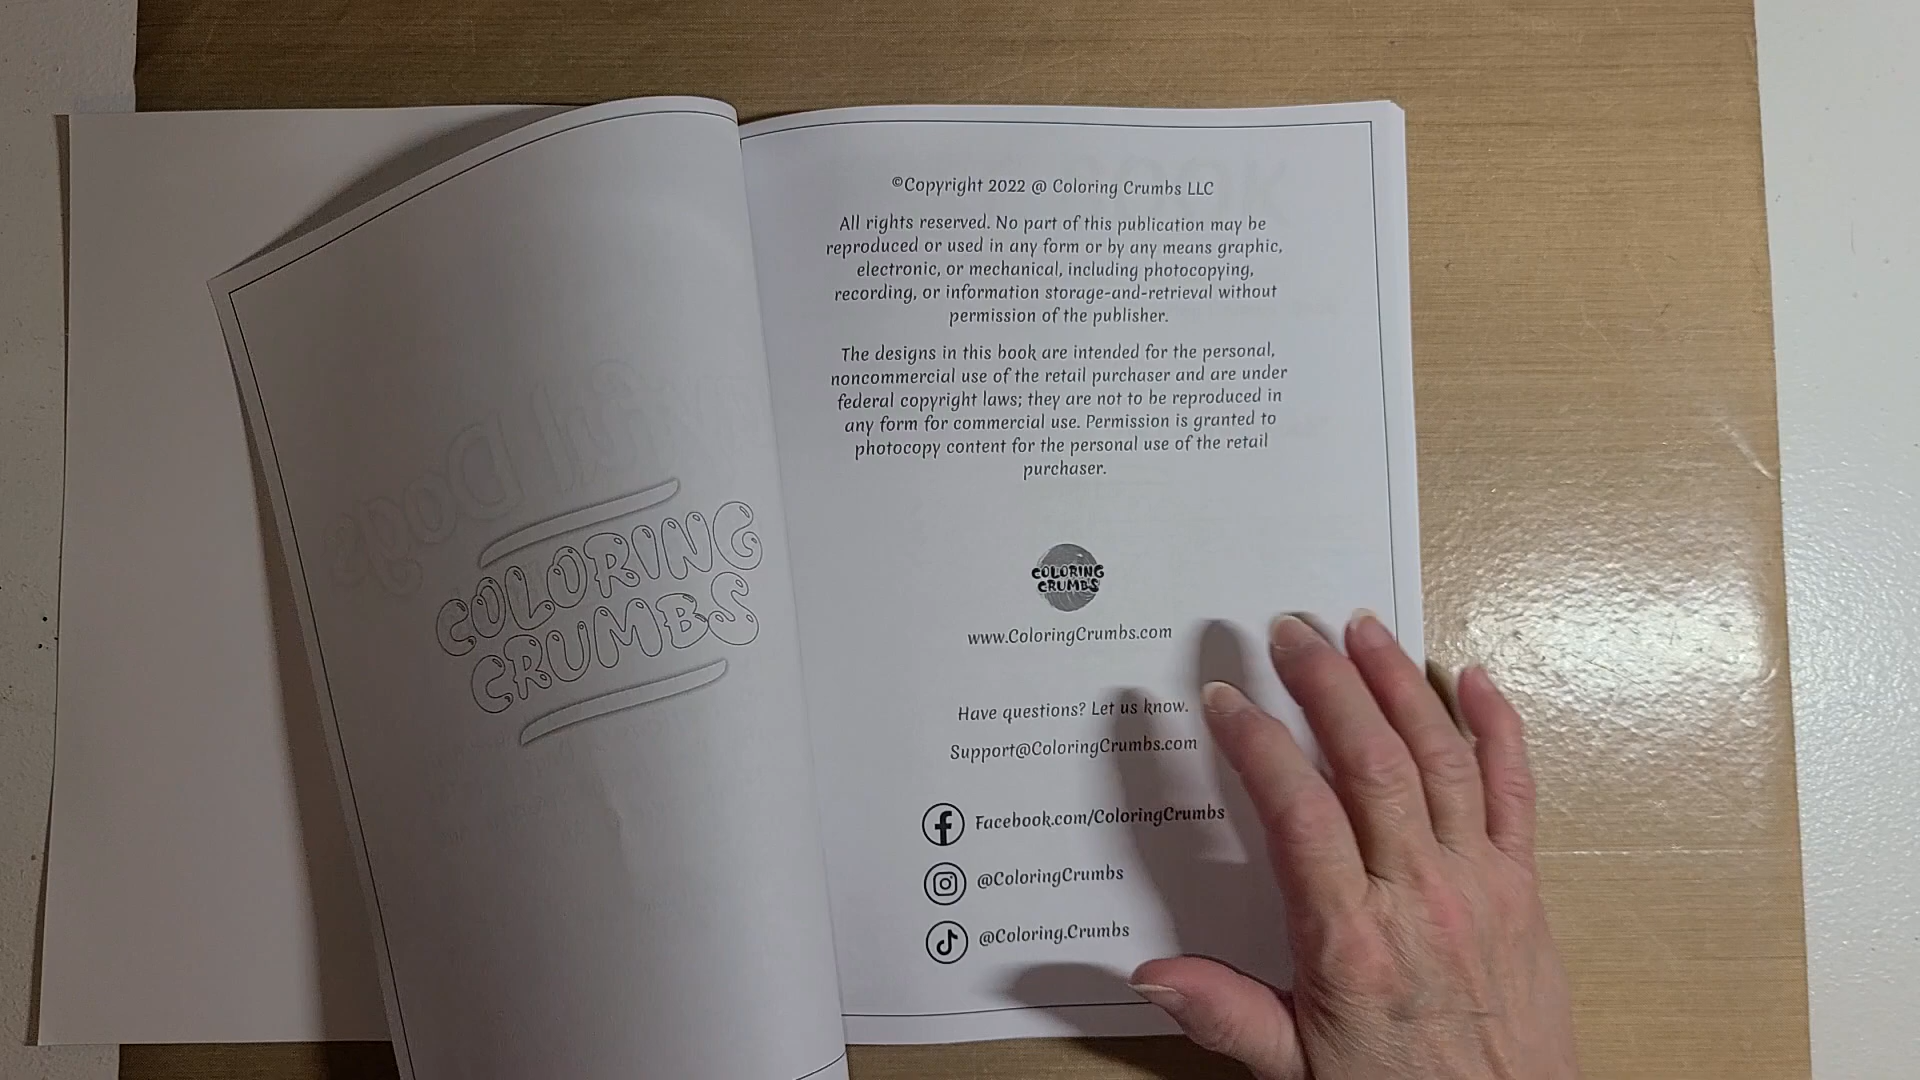 COLORING
CRUMBS
©Copyright 2022 @ Coloring Crumbs LLC
All rights reserved. No part of this publication may be
reproduced or used in any form or by any means graphic,
electronic, or mechanical, including photocopying,
recording, or information storage-and-retrieval without
permission of the publisher.
The designs in this book are intended for the personal,
noncommercial use of the retail purchaser and are under
federal copyright laws; they are not to be reproduced in
any form for commercial use. Permission is granted to
photocopy content for the personal use of the retail
purchaser.
COLORING
CRUMBS
www.ColoringCrumbs.com
Have questions? Let us know.
Support@ColoringCrumbs.com
Facebook.com/ColoringCrumbs
@ColoringCrumbs
@Coloring.Crumbs